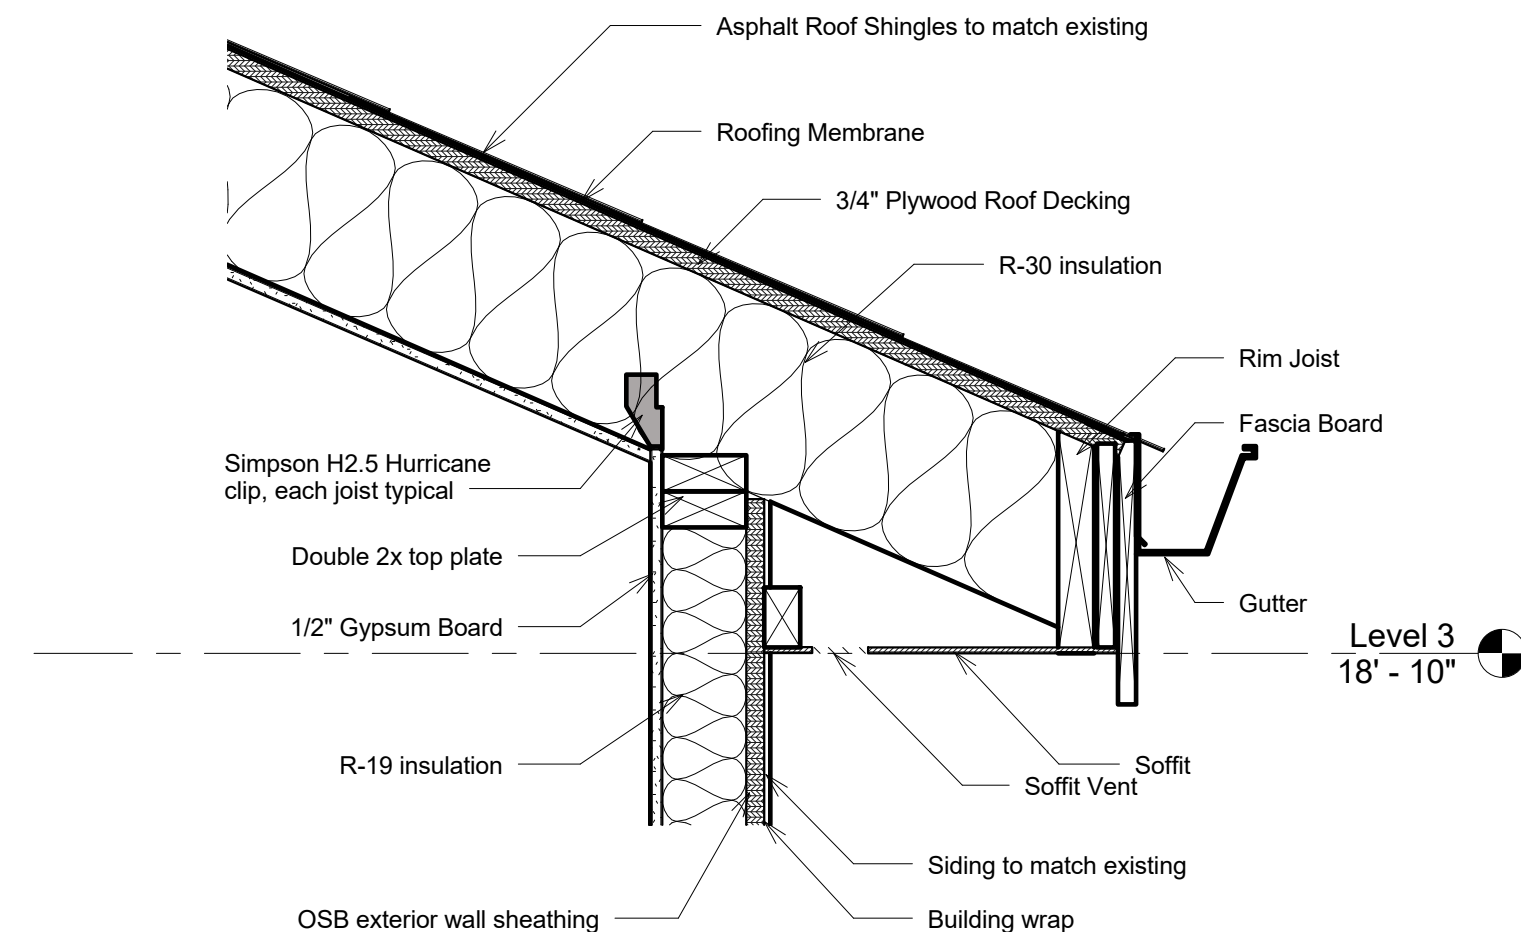 Asphalt Roof Shingles to match existing
Roofing Membrane
3/4" Plywood Roof Decking
R-30 insulation
Rim Joist
Fascia Board
Simpson H2.5 Hurricane
clip, each joist typical
Double 2x top plate
Gutter
1/2" Gypsum Board
Level 3
18' - 10"
R-19 insulation
Soffit
Soffit Vent
Siding to match existing
OSB exterior wall sheathing
Building wrap